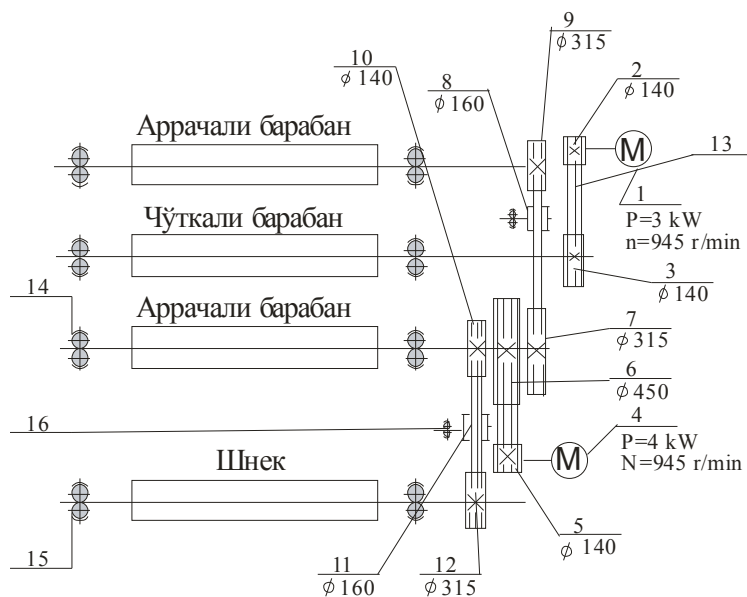 9
ϕ 315
10
ϕ 140
8
ϕ 160
2
ϕ 140
Аррачали барабан
M
13
1
P=3 kW
n=945 r/min
Чўткали барабан
3
ϕ 140
14
Аррачали барабан
7
ϕ 315
6
ϕ 450
16
4
P=4 kW
N=945 r/min
Шнек
M
5
ϕ 140
15
11
ϕ 160
12
ϕ 315